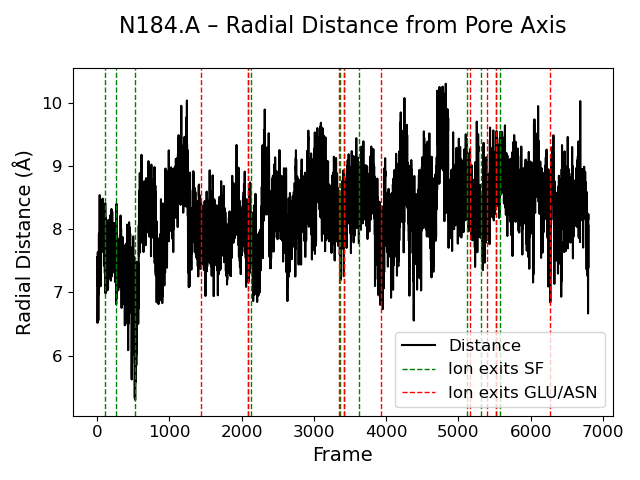 N184.A – Radial Distance from Pore Axis
Radial Distance (Å)
10
9
8
7
6
0 1000 2000 3000 4000 5000 6000 7000
Frame
Distance
Ion exits SF
Ion exits GLU/ASN